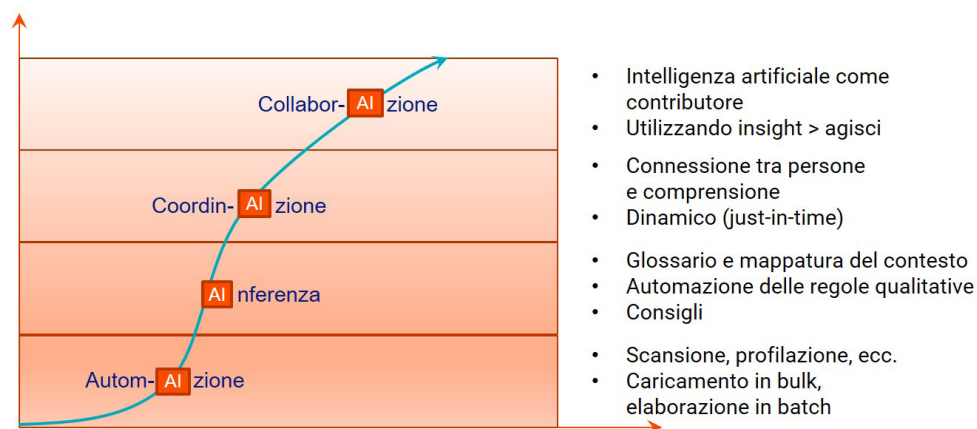 Collabor- AI zione
• Intelligenza artificiale come
contributore
• Utilizzando insight > agisci
Coordin- AI zione
• Connessione tra persone
e comprensione
• Dinamico (just-in-time)
AI nferenza
• Glossario e mappatura del contesto
• Automazione delle regole qualitative
• Consigli
Autom- AI zione
• Scansione, profilazione, ecc.
• Caricamento in bulk,
elaborazione in batch